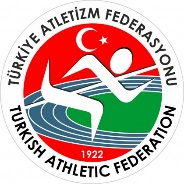 TÜRKİYE ATLETİZM FEDERASYONU
1922
TURKISH ATHLETIC FEDERATION